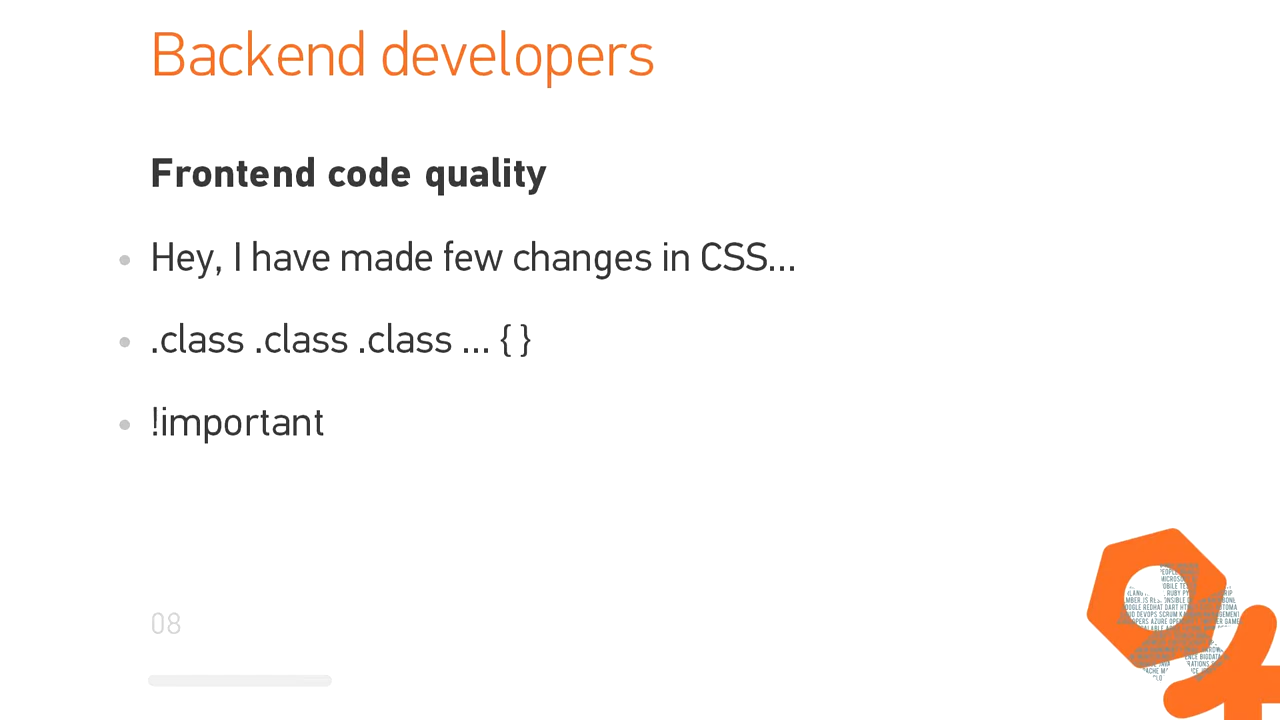 Backend developers
Frontend code quality
Hey, I have made few changes in CSS...
.class .class .class ... { }
!important
08